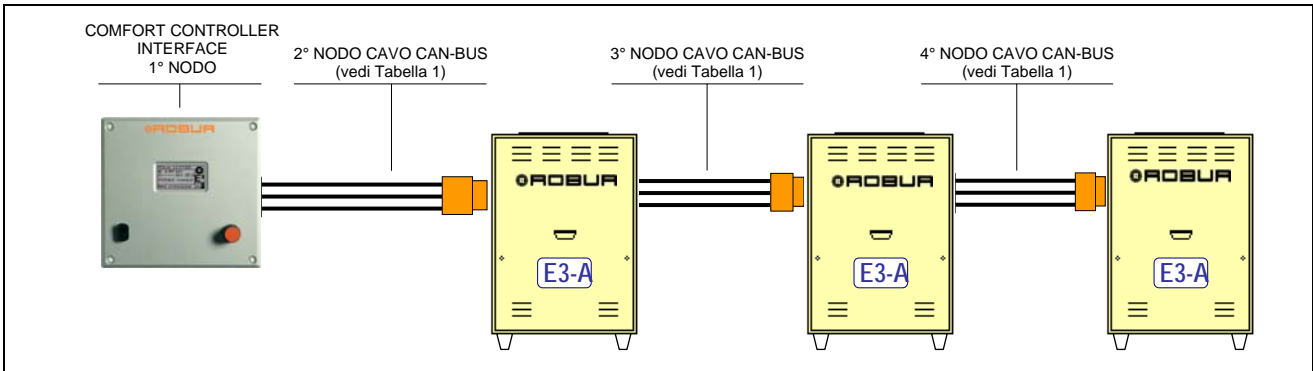 COMFORT CONTROLLER
INTERFACE
1° NODO
2° NODO CAVO CAN-BUS
(vedi Tabella 1)
3° NODO CAVO CAN-BUS
(vedi Tabella 1)
4° NODO CAVO CAN-BUS
(vedi Tabella 1)
ROBUR
ROBUR
ROBUR
ROBUR
E3-A
E3-A
E3-A